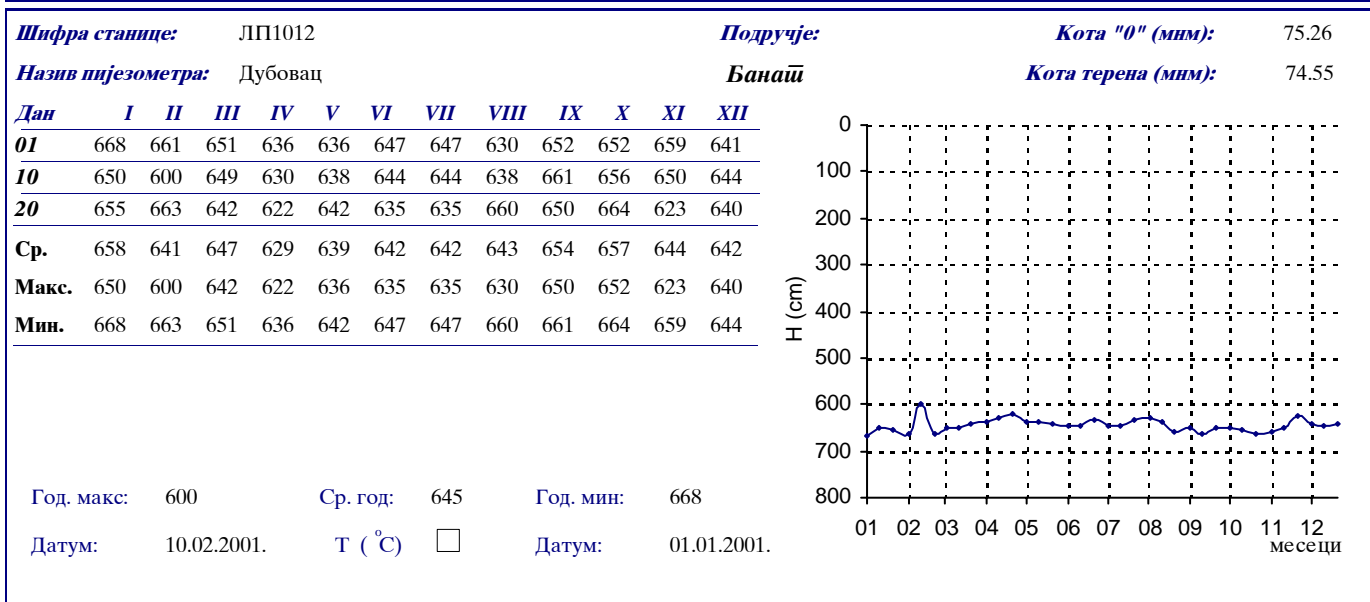 Шифра станице: ЛП1012 Подручје: Кота "0" (мнм): 75.26
Назив пијезометра: Дубовац Банат Кота терена (мнм): 74.55
Дан I II III IV V VI VII VIII IX X XI XII
01 668 661 651 636 636 647 647 630 652 652 659 641
10 650 600 649 630 638 644 644 638 661 656 650 644
20 655 663 642 622 642 635 635 660 650 664 623 640
Ср. 658 641 647 629 639 642 642 643 654 657 644 642
Макс. 650 600 642 622 636 635 635 630 650 652 623 640
Мин. 668 663 651 636 642 647 647 660 661 664 659 644
Год. макс: 600 Ср. год: 645 Год. мин: 668
Датум: 10.02.2001. Т (°C) Датум: 01.01.2001.
H (cm)
0
100
200
300
400
500
600
700
800
01 02 03 04 05 06 07 08 09 10 11 12
месеци